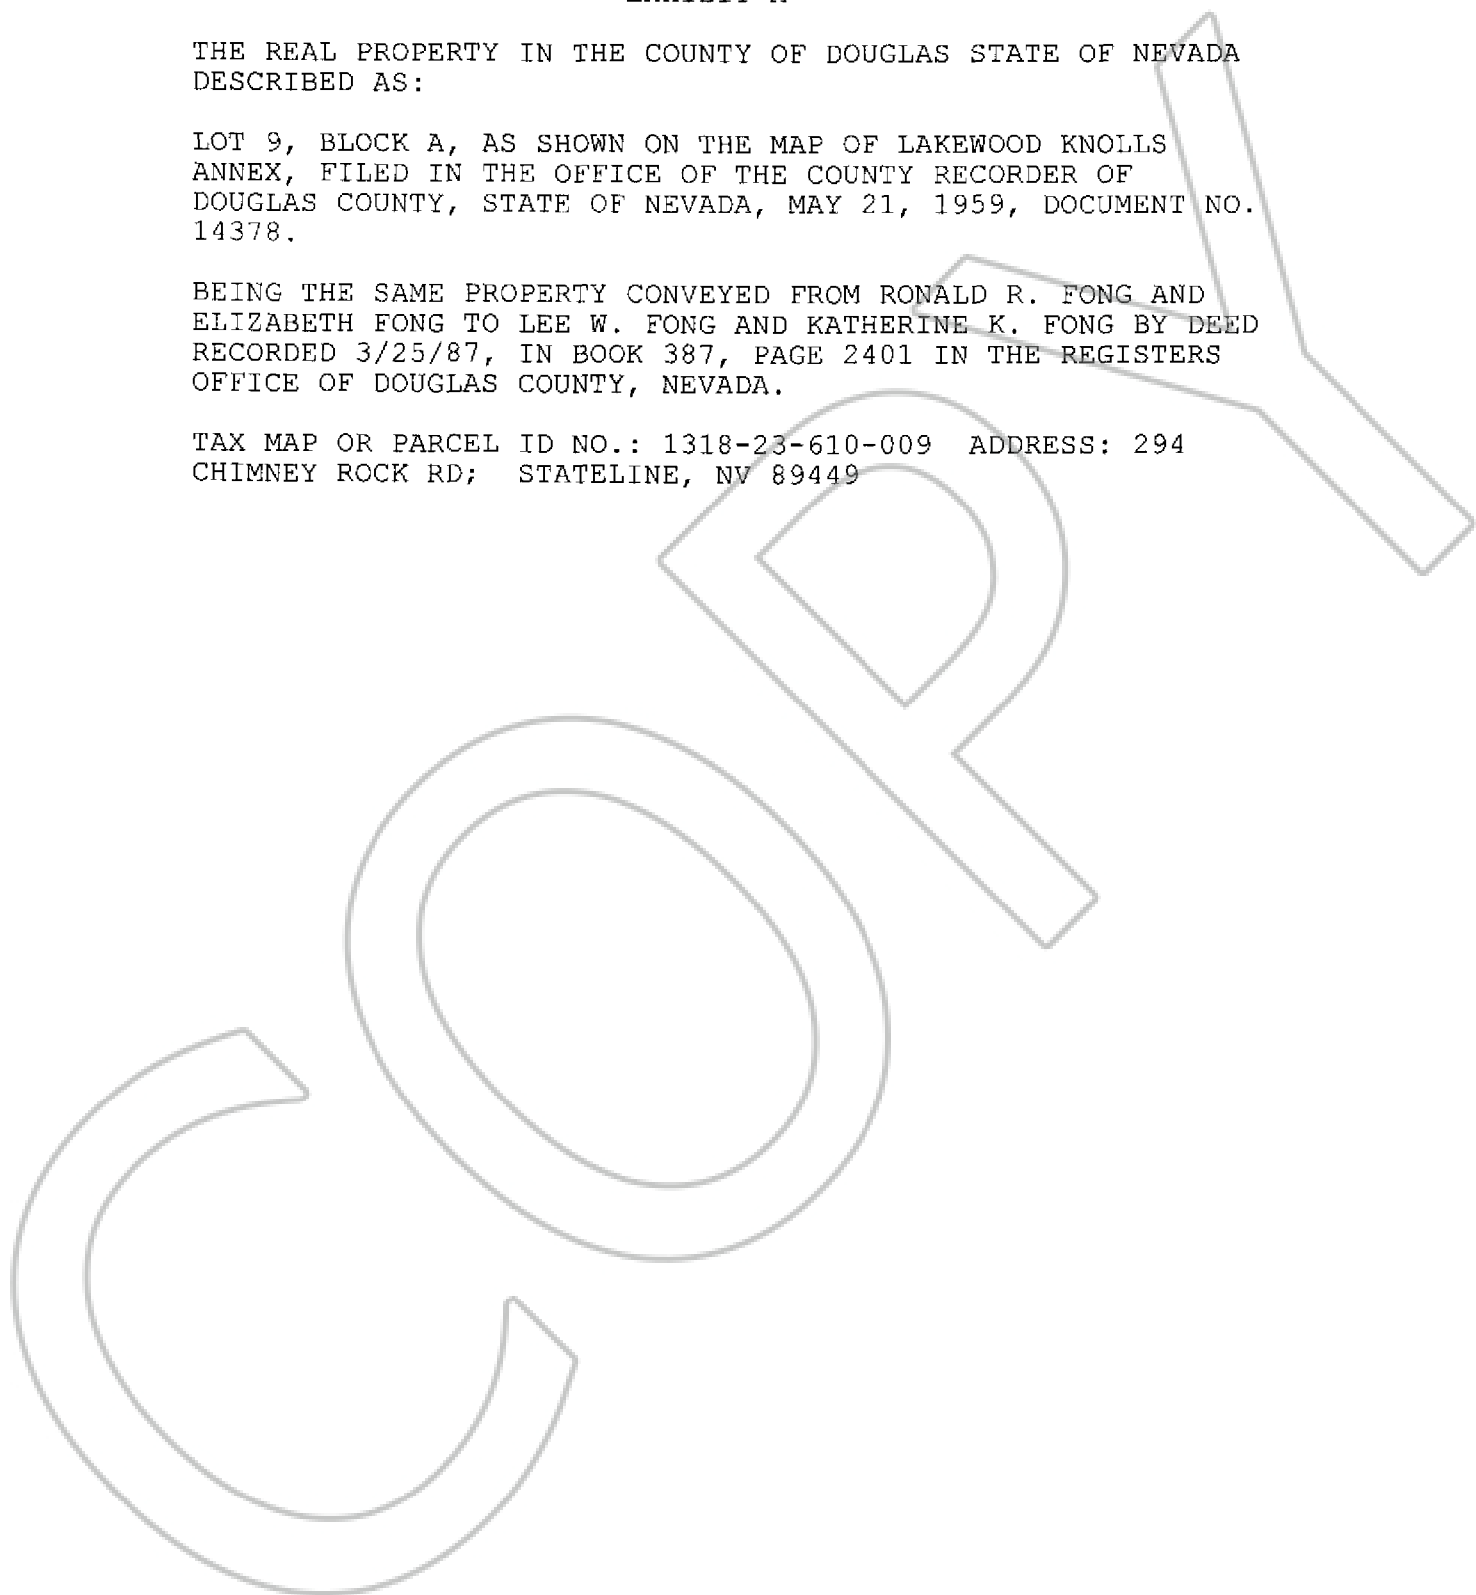 EXHIBIT A
THE REAL PROPERTY IN THE COUNTY OF DOUGLAS STATE OF NEVADA
DESCRIBED AS:
LOT 9, BLOCK A, AS SHOWN ON THE MAP OF LAKEWOOD KNOLLS
ANNEX, FILED IN THE OFFICE OF THE COUNTY RECORDER OF
DOUGLAS COUNTY, STATE OF NEVADA, MAY 21, 1959, DOCUMENT NO.
14378.
BEING THE SAME PROPERTY CONVEYED FROM RONALD R. FONG AND
ELIZABETH FONG TO LEE W. FONG AND KATHERINE K. FONG BY DEED
RECORDED 3/25/87, IN BOOK 387, PAGE 2401 IN THE REGISTERS
OFFICE OF DOUGLAS COUNTY, NEVADA.
TAX MAP OR PARCEL ID NO.: 1318-23-610-009 ADDRESS: 294
CHIMNEY ROCK RD; STATELINE, NV 89449
COPY